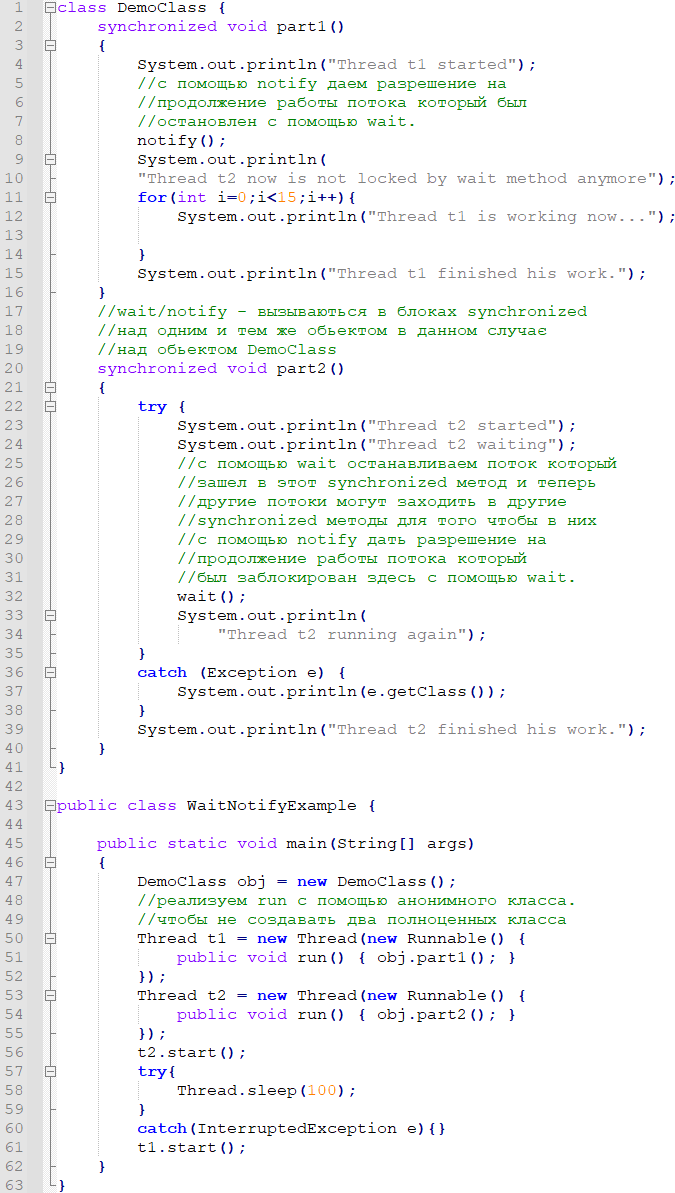 1 class DemoClass {
2 synchronized void part1()
3 {
4 System.out.println("Thread t1 started");
5 //с помощью notify даем разрешение на
6 //продолжение работы потока который был
7 //остановлен с помощью wait.
8 notify();
9 System.out.println(
10 "Thread t2 now is not locked by wait method anymore");
11 for(int i=0;i<15;i++){
12 System.out.println("Thread t1 is working now...");
13
14 }
15 System.out.println("Thread t1 finished his work.");
16 }
17 //wait/notify - вызываються в блоках synchronized
18 //над одним и тем же обьектом в данном случає
19 //над обьектом DemoClass
20 synchronized void part2()
21 {
22 try {
23 System.out.println("Thread t2 started");
24 System.out.println("Thread t2 waiting");
25 //с помощью wait останавливаем поток который
26 //зашел в этот synchronized метод и теперь
27 //другие потоки могут заходить в другие
28 //synchronized методы для того чтобы в них
29 //с помощью notify дать разрешение на
30 //продолжение работы потока который
31 //был заблокирован здесь с помощью wait.
32 wait();
33 System.out.println(
34 "Thread t2 running again");
35 }
36 catch (Exception e) {
37 System.out.println(e.getClass());
38 }
39 System.out.println("Thread t2 finished his work.");
40 }
41 }
42
43 public class WaitNotifyExample {
44
45 public static void main(String[] args)
46 {
47 DemoClass obj = new DemoClass();
48 //реализуем run с помощью анонимного класса.
49 //чтобы не создавать два полноценных класса
50 Thread t1 = new Thread(new Runnable() {
51 public void run() { obj.part1(); }
52 });
53 Thread t2 = new Thread(new Runnable() {
54 public void run() { obj.part2(); }
55 });
56 t2.start();
57 try{
58 Thread.sleep(100);
59 }
60 catch(InterruptedException e){}
61 t1.start();
62 }
63 }